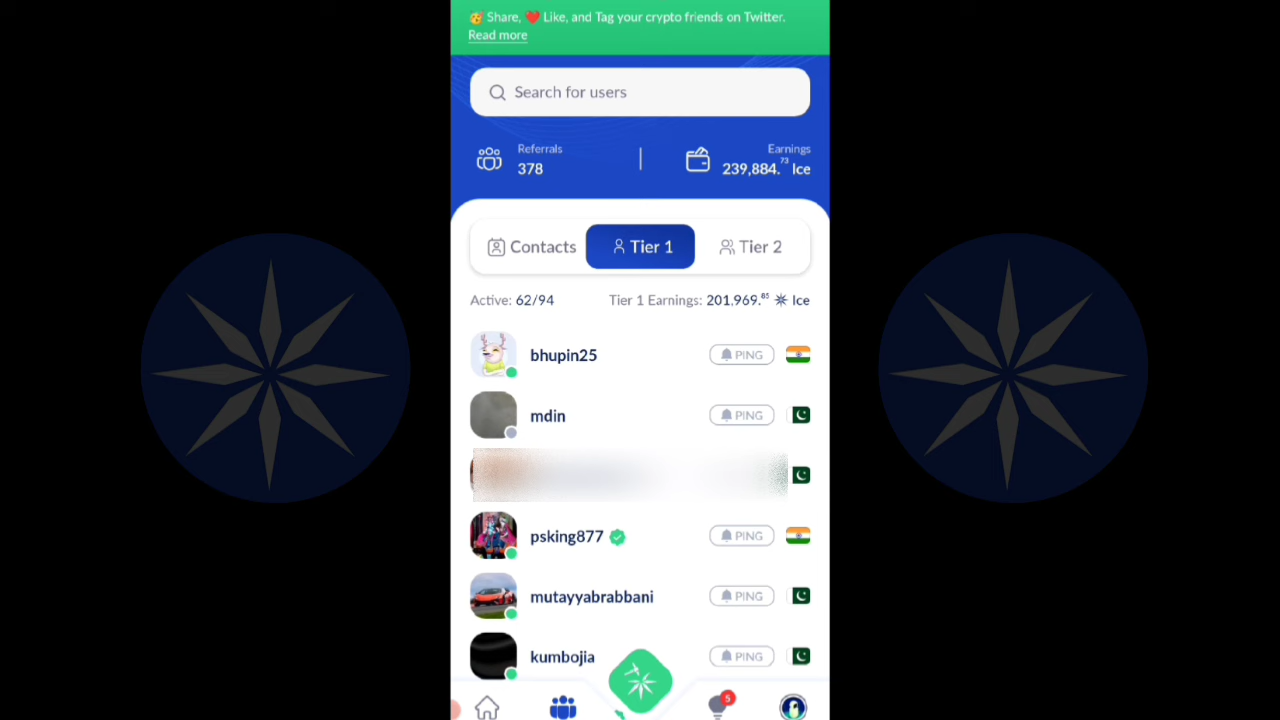 🥳 Share, ❤️ Like, and Tag your crypto friends on Twitter.
Read more
Search for users
Referrals
378
Earnings
239,884.73 Ice
Contacts
Tier 1
Tier 2
Active: 62/94
Tier 1 Earnings: 201,969.85 Ice
bhupin25 PING
mdin PING
psking877 PING
mutayyabrabbani PING
kumbojia PING
5